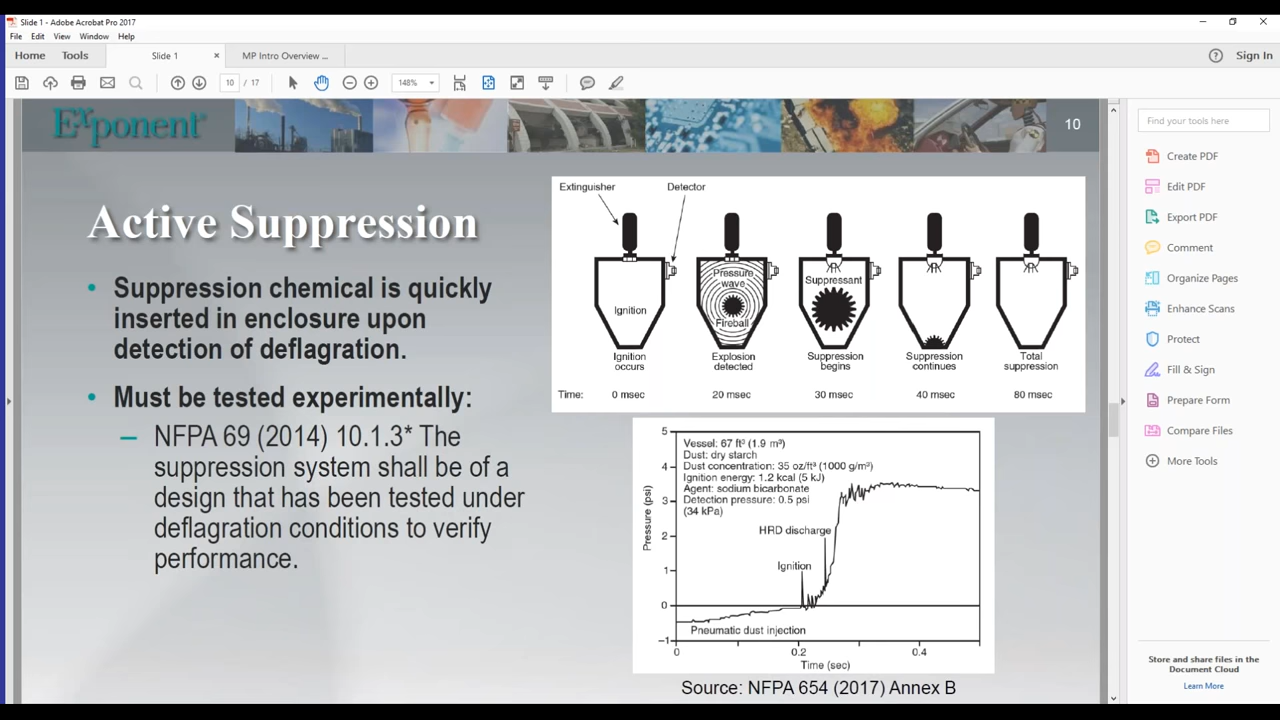 Slide 1 - Adobe Acrobat Pro 2017
File Edit View Window Help
Home Tools Slide 1 × MP Intro Overview ... Sign In
10 / 17 148%
Exponent®
10
Active Suppression
• Suppression chemical is quickly
inserted in enclosure upon
detection of deflagration.
• Must be tested experimentally:
– NFPA 69 (2014) 10.1.3* The
suppression system shall be of a
design that has been tested under
deflagration conditions to verify
performance.
Extinguisher Detector
Ignition
Pressure
wave
Fireball
Suppressant
Ignition
occurs
Explosion
detected
Suppression
begins
Suppression
continues
Total
suppression
Time: 0 msec 20 msec 30 msec 40 msec 80 msec
Pressure (psi)
5
4
3
2
1
0
–1
Vessel: 67 ft³ (1.9 m³)
Dust: dry starch
Dust concentration: 35 oz/ft³ (1000 g/m³)
Ignition energy: 1.2 kcal (5 kJ)
Agent: sodium bicarbonate
Detection pressure: 0.5 psi
(34 kPa)
HRD discharge
Ignition
Pneumatic dust injection
0 0.2 0.4
Time (sec)
Source: NFPA 654 (2017) Annex B
Find your tools here
Create PDF
Edit PDF
Export PDF
Comment
Organize Pages
Enhance Scans
Protect
Fill & Sign
Prepare Form
Compare Files
More Tools
Store and share files in the
Document Cloud
Learn More